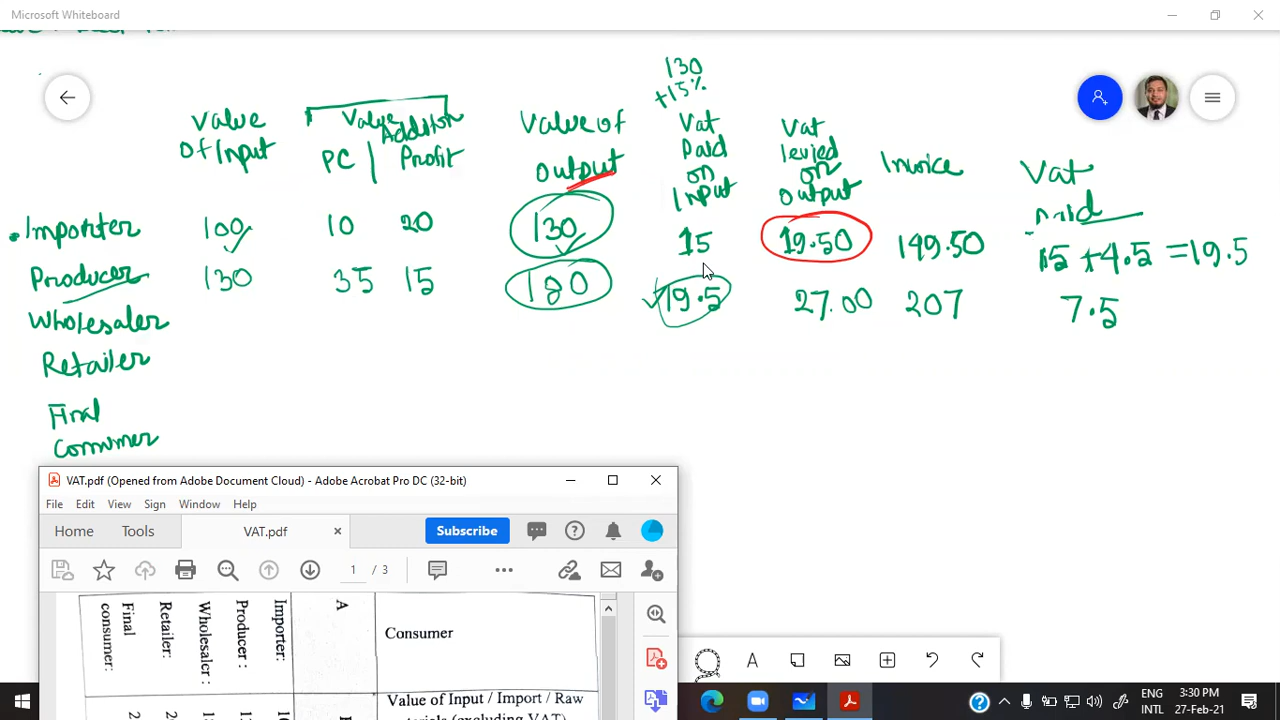 Microsoft Whiteboard
130
+15%
Value Of Input
Value Addition
PC | Profit
Value of output
Vat Paid on Input
Vat levied on output
Invoice
Vat paid
Importer 100 10 20 130 15 19.50 149.50 15 + 4.5 = 19.5
Producer 130 35 15 180 19.5 27.00 207 7.5
Wholesaler
Retailer
Final
Consumer
VAT.pdf (Opened from Adobe Document Cloud) - Adobe Acrobat Pro DC (32-bit)
File Edit View Sign Window Help
Home Tools VAT.pdf Subscribe
1 / 3
Final consumer:
Retailer:
Wholesaler :
Producer :
Importer:
A
Consumer
Value of Input / Import / Raw
materials (excluding VAT)
ENG
INTL
3:30 PM
27-Feb-21